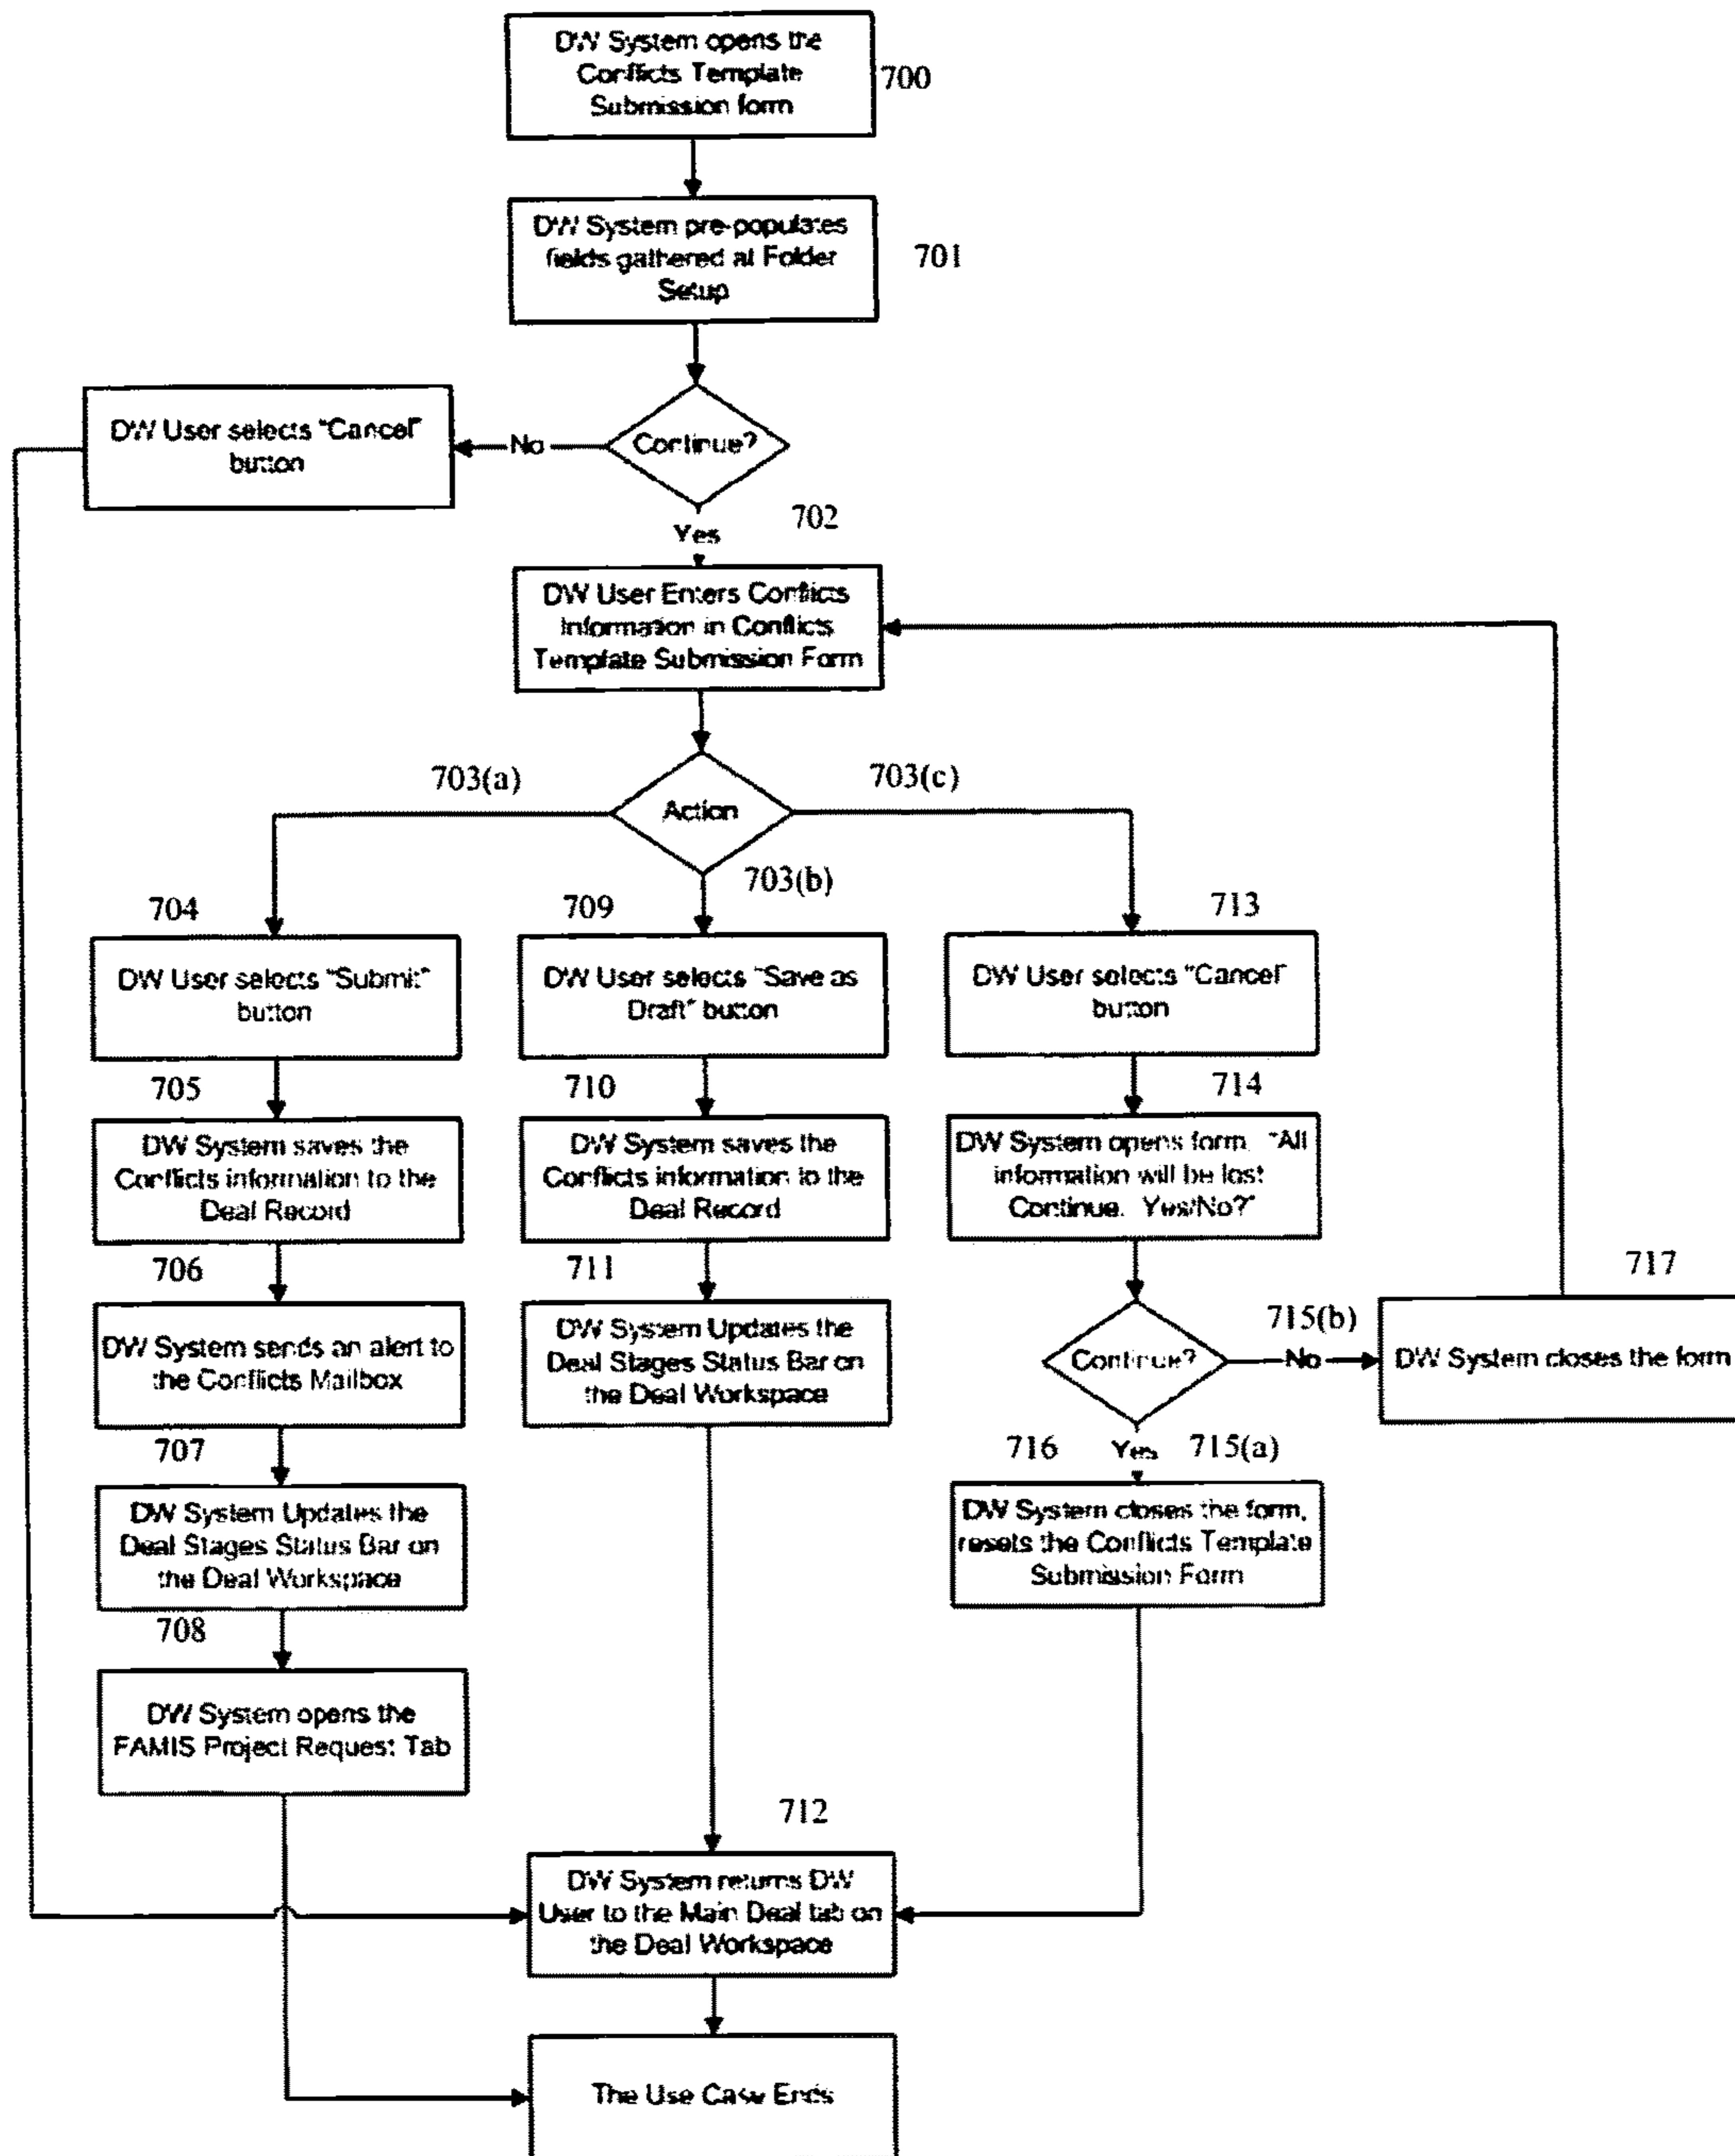 DW System opens the
Conflicts Template
Submission form
700
DW System pre-populates
fields gathered at Folder
Setup
701
DW User selects "Cancel"
button
No
Continue?
Yes
702
DW User Enters Conflicts
Information in Conflicts
Template Submission Form
703(a)
Action
703(c)
703(b)
704
DW User selects "Submit"
button
705
DW System saves the
Conflicts information to the
Deal Record
706
DW System sends an alert to
the Conflicts Mailbox
707
DW System Updates the
Deal Stages Status Bar on
the Deal Workspace
708
DW System opens the
FAMIS Project Request Tab
709
DW User selects "Save as
Draft" button
710
DW System saves the
Conflicts information to the
Deal Record
711
DW System Updates the
Deal Stages Status Bar on
the Deal Workspace
713
DW User selects "Cancel"
button
714
DW System opens form. "All
information will be lost
Continue. Yes/No?"
Continue?
715(b)
No
717
DW System closes the form
716
Yes
715(a)
DW System closes the form,
resets the Conflicts Template
Submission Form
712
DW System returns DW
User to the Main Deal tab on
the Deal Workspace
The Use Case Ends